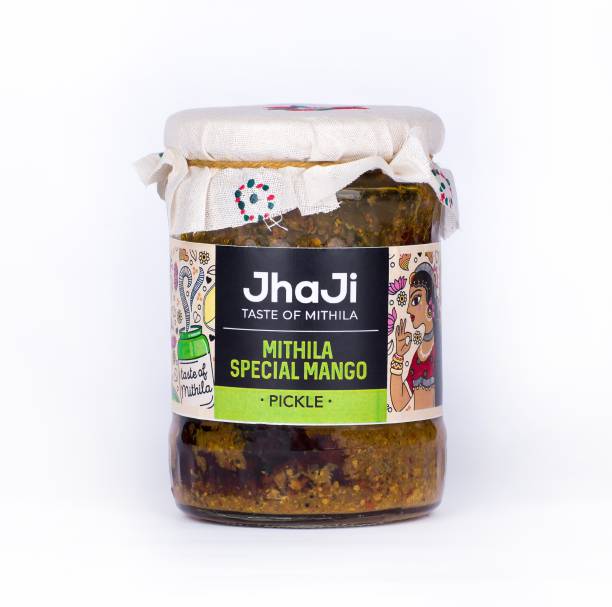 JhaJi
TASTE OF MITHILA
MITHILA
SPECIAL MANGO
· PICKLE ·
taste of
Mithila